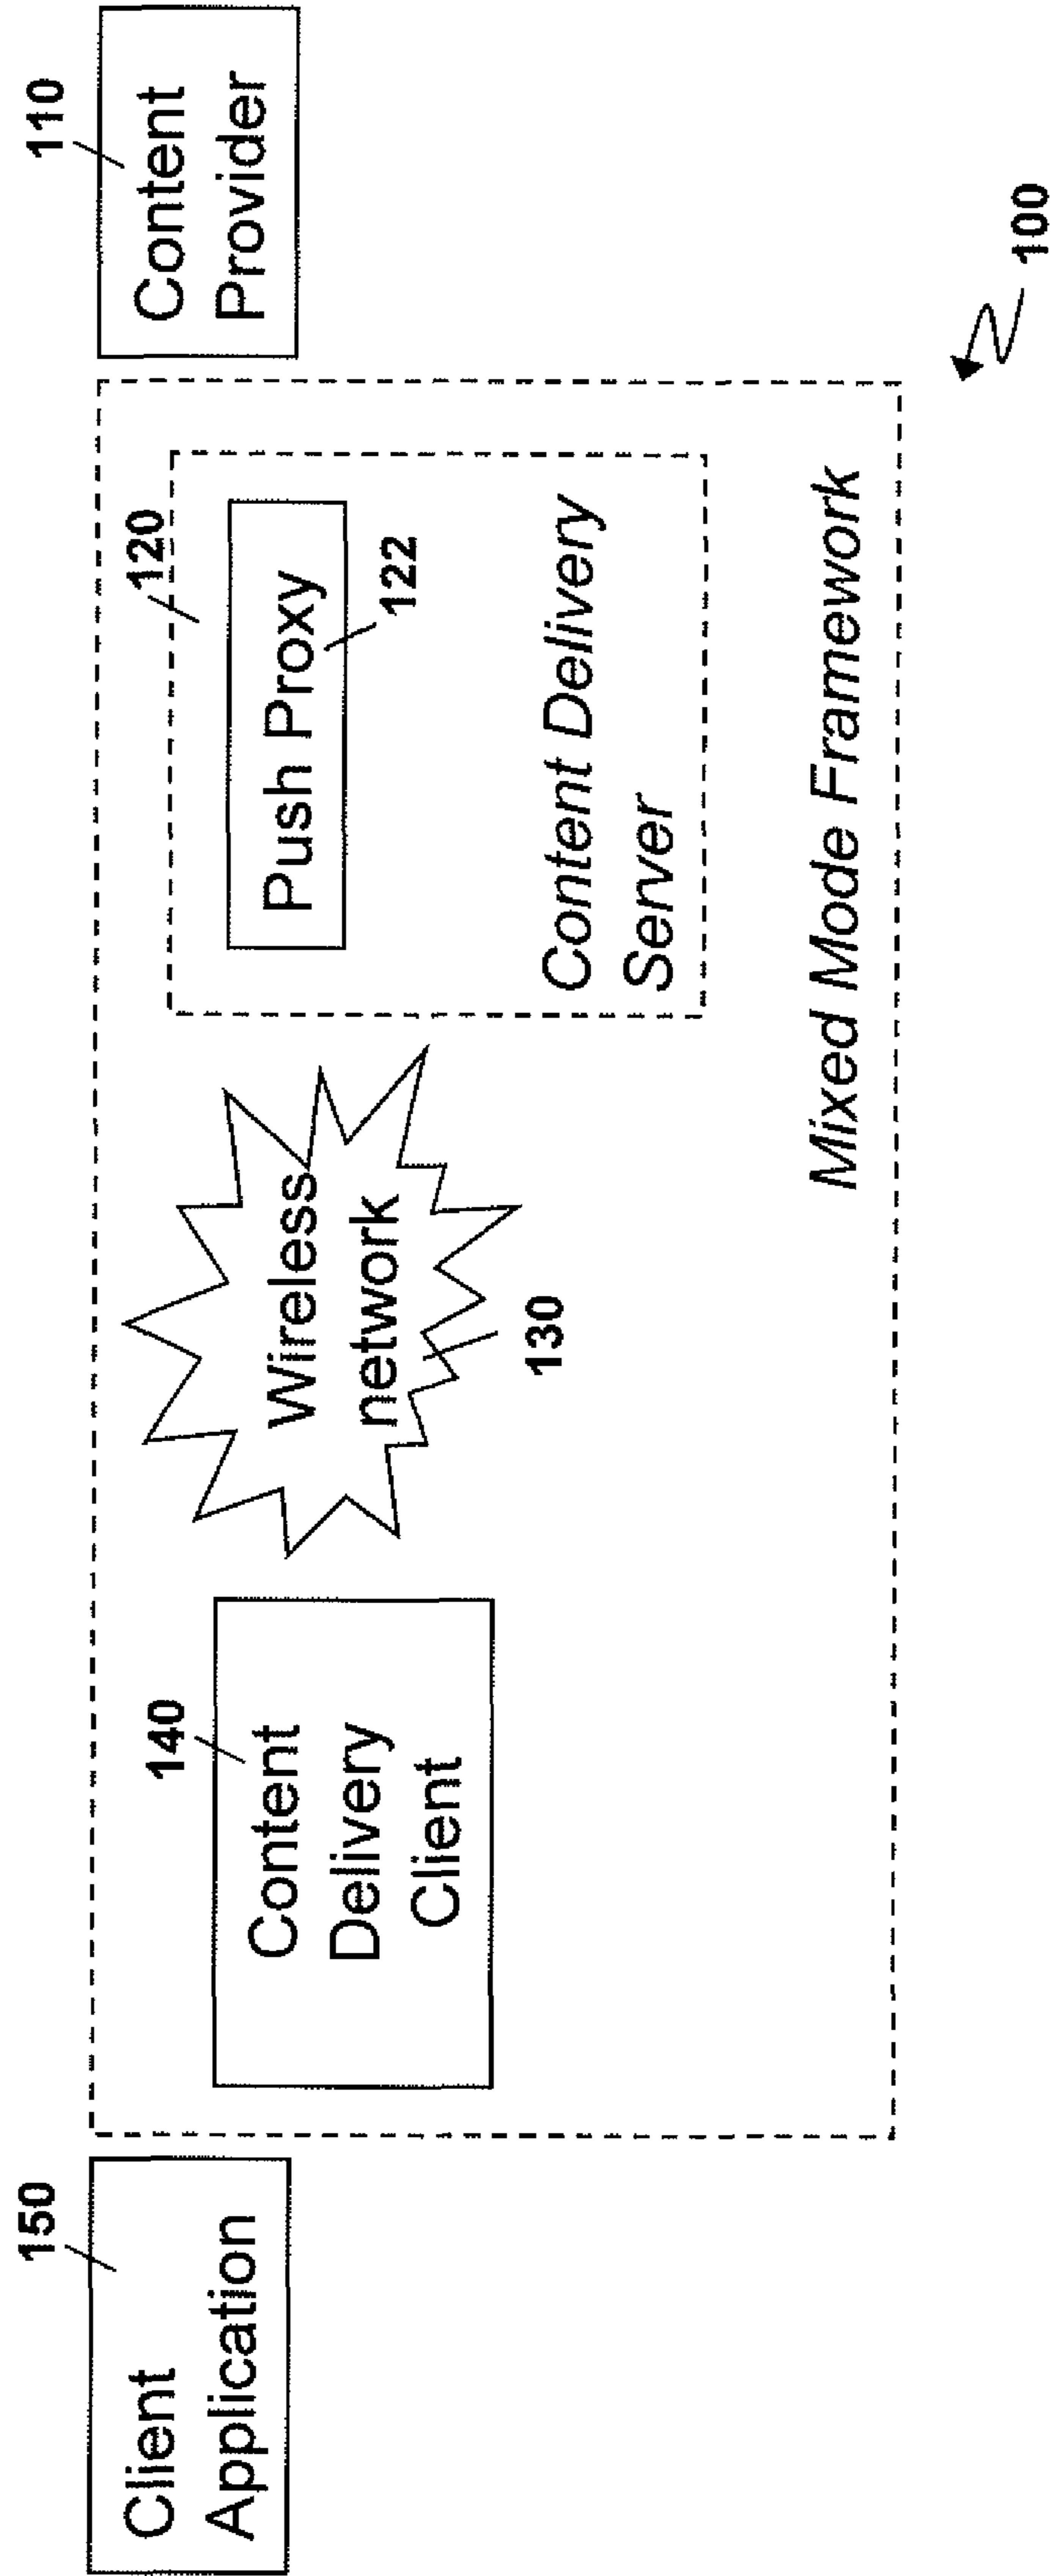 150
Client
Application
140
Content
Delivery
Client
Wireless
network
130
120
Push Proxy
122
Content Delivery
Server
Mixed Mode Framework
110
Content
Provider
100